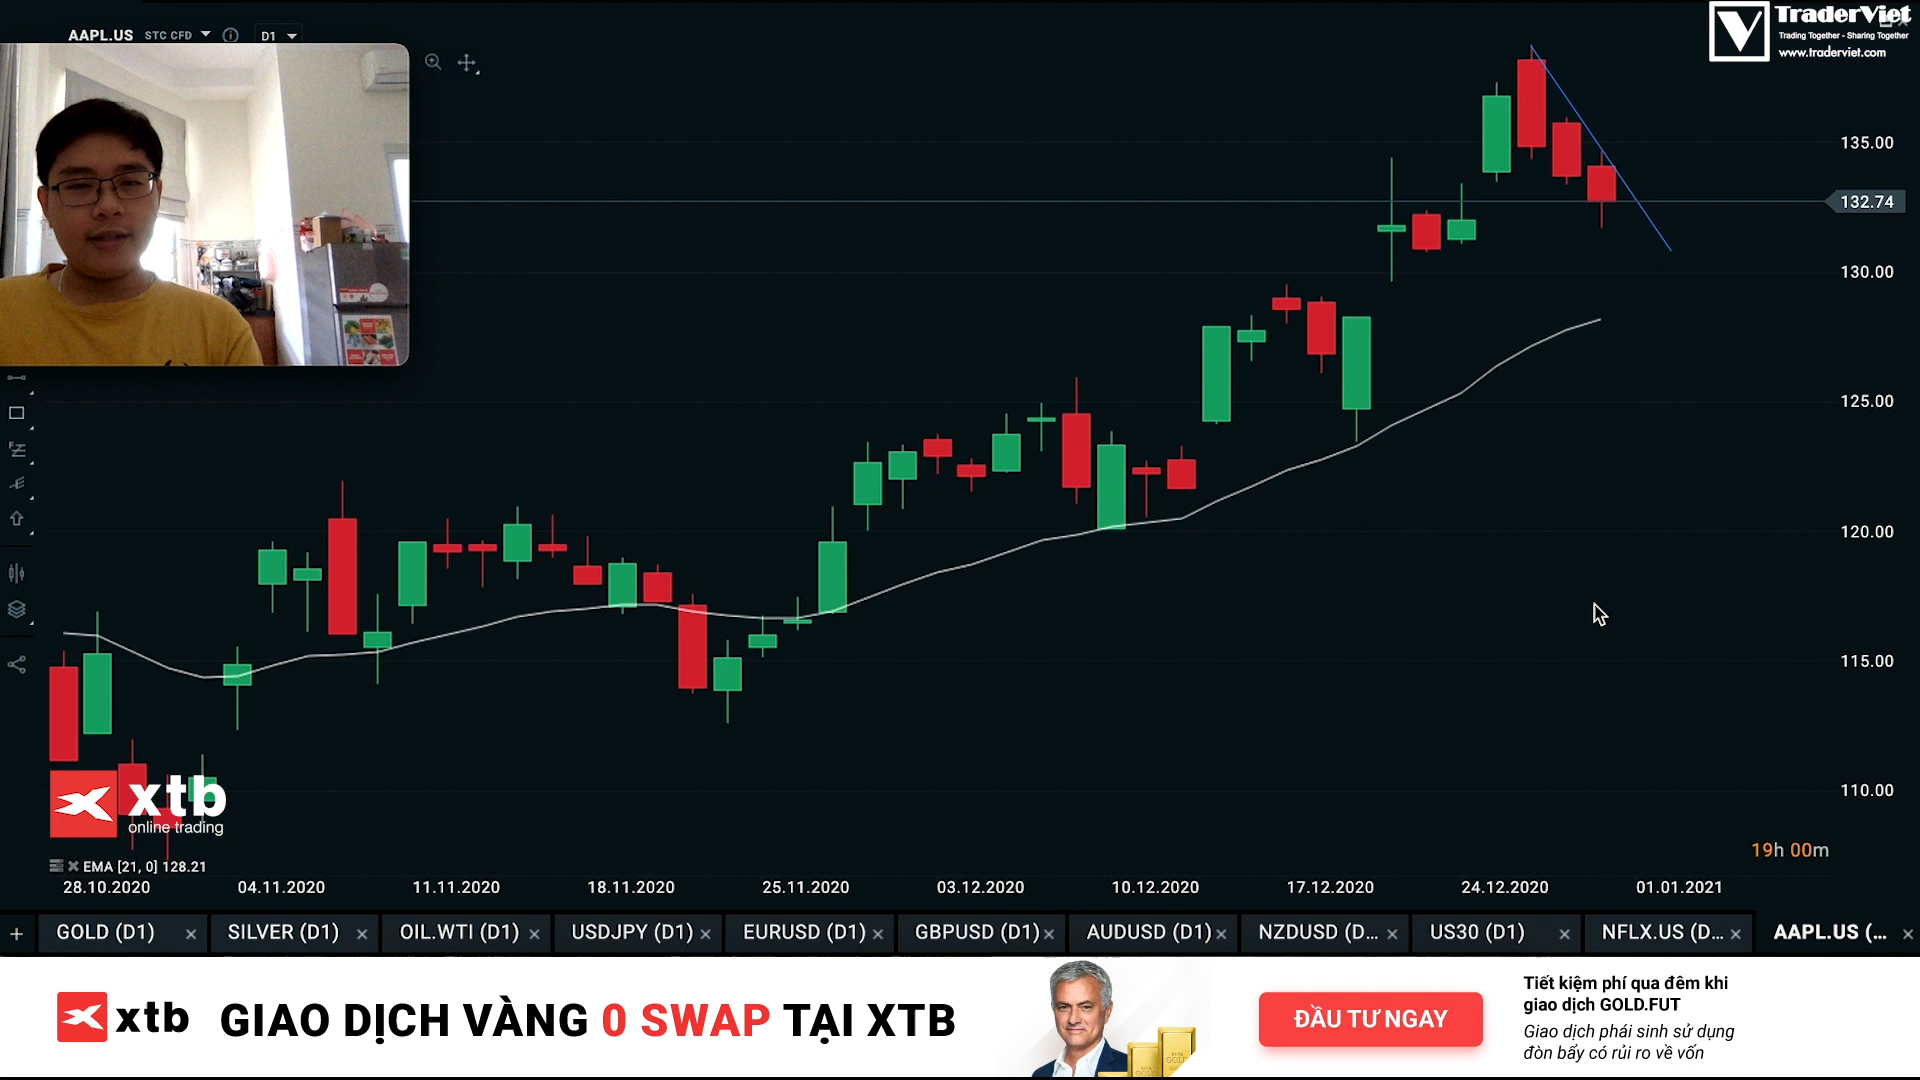 AAPL.US STC CFD D1
TraderViet
Trading Together - Sharing Together
www.traderviet.com
135.00
132.74
130.00
125.00
120.00
115.00
110.00
xtb
online trading
19h 00m
EMA [21, 0] 128.21
28.10.2020 04.11.2020 11.11.2020 18.11.2020 25.11.2020 03.12.2020 10.12.2020 17.12.2020 24.12.2020 01.01.2021
GOLD (D1) SILVER (D1) OIL.WTI (D1) USDJPY (D1) EURUSD (D1) GBPUSD (D1) AUDUSD (D1) NZDUSD (D... US30 (D1) NFLX.US (D... AAPL.US (...
xtb GIAO DỊCH VÀNG 0 SWAP TẠI XTB
ĐẦU TƯ NGAY
Tiết kiệm phí qua đêm khi
giao dịch GOLD.FUT
Giao dịch phái sinh sử dụng
đòn bẩy có rủi ro về vốn